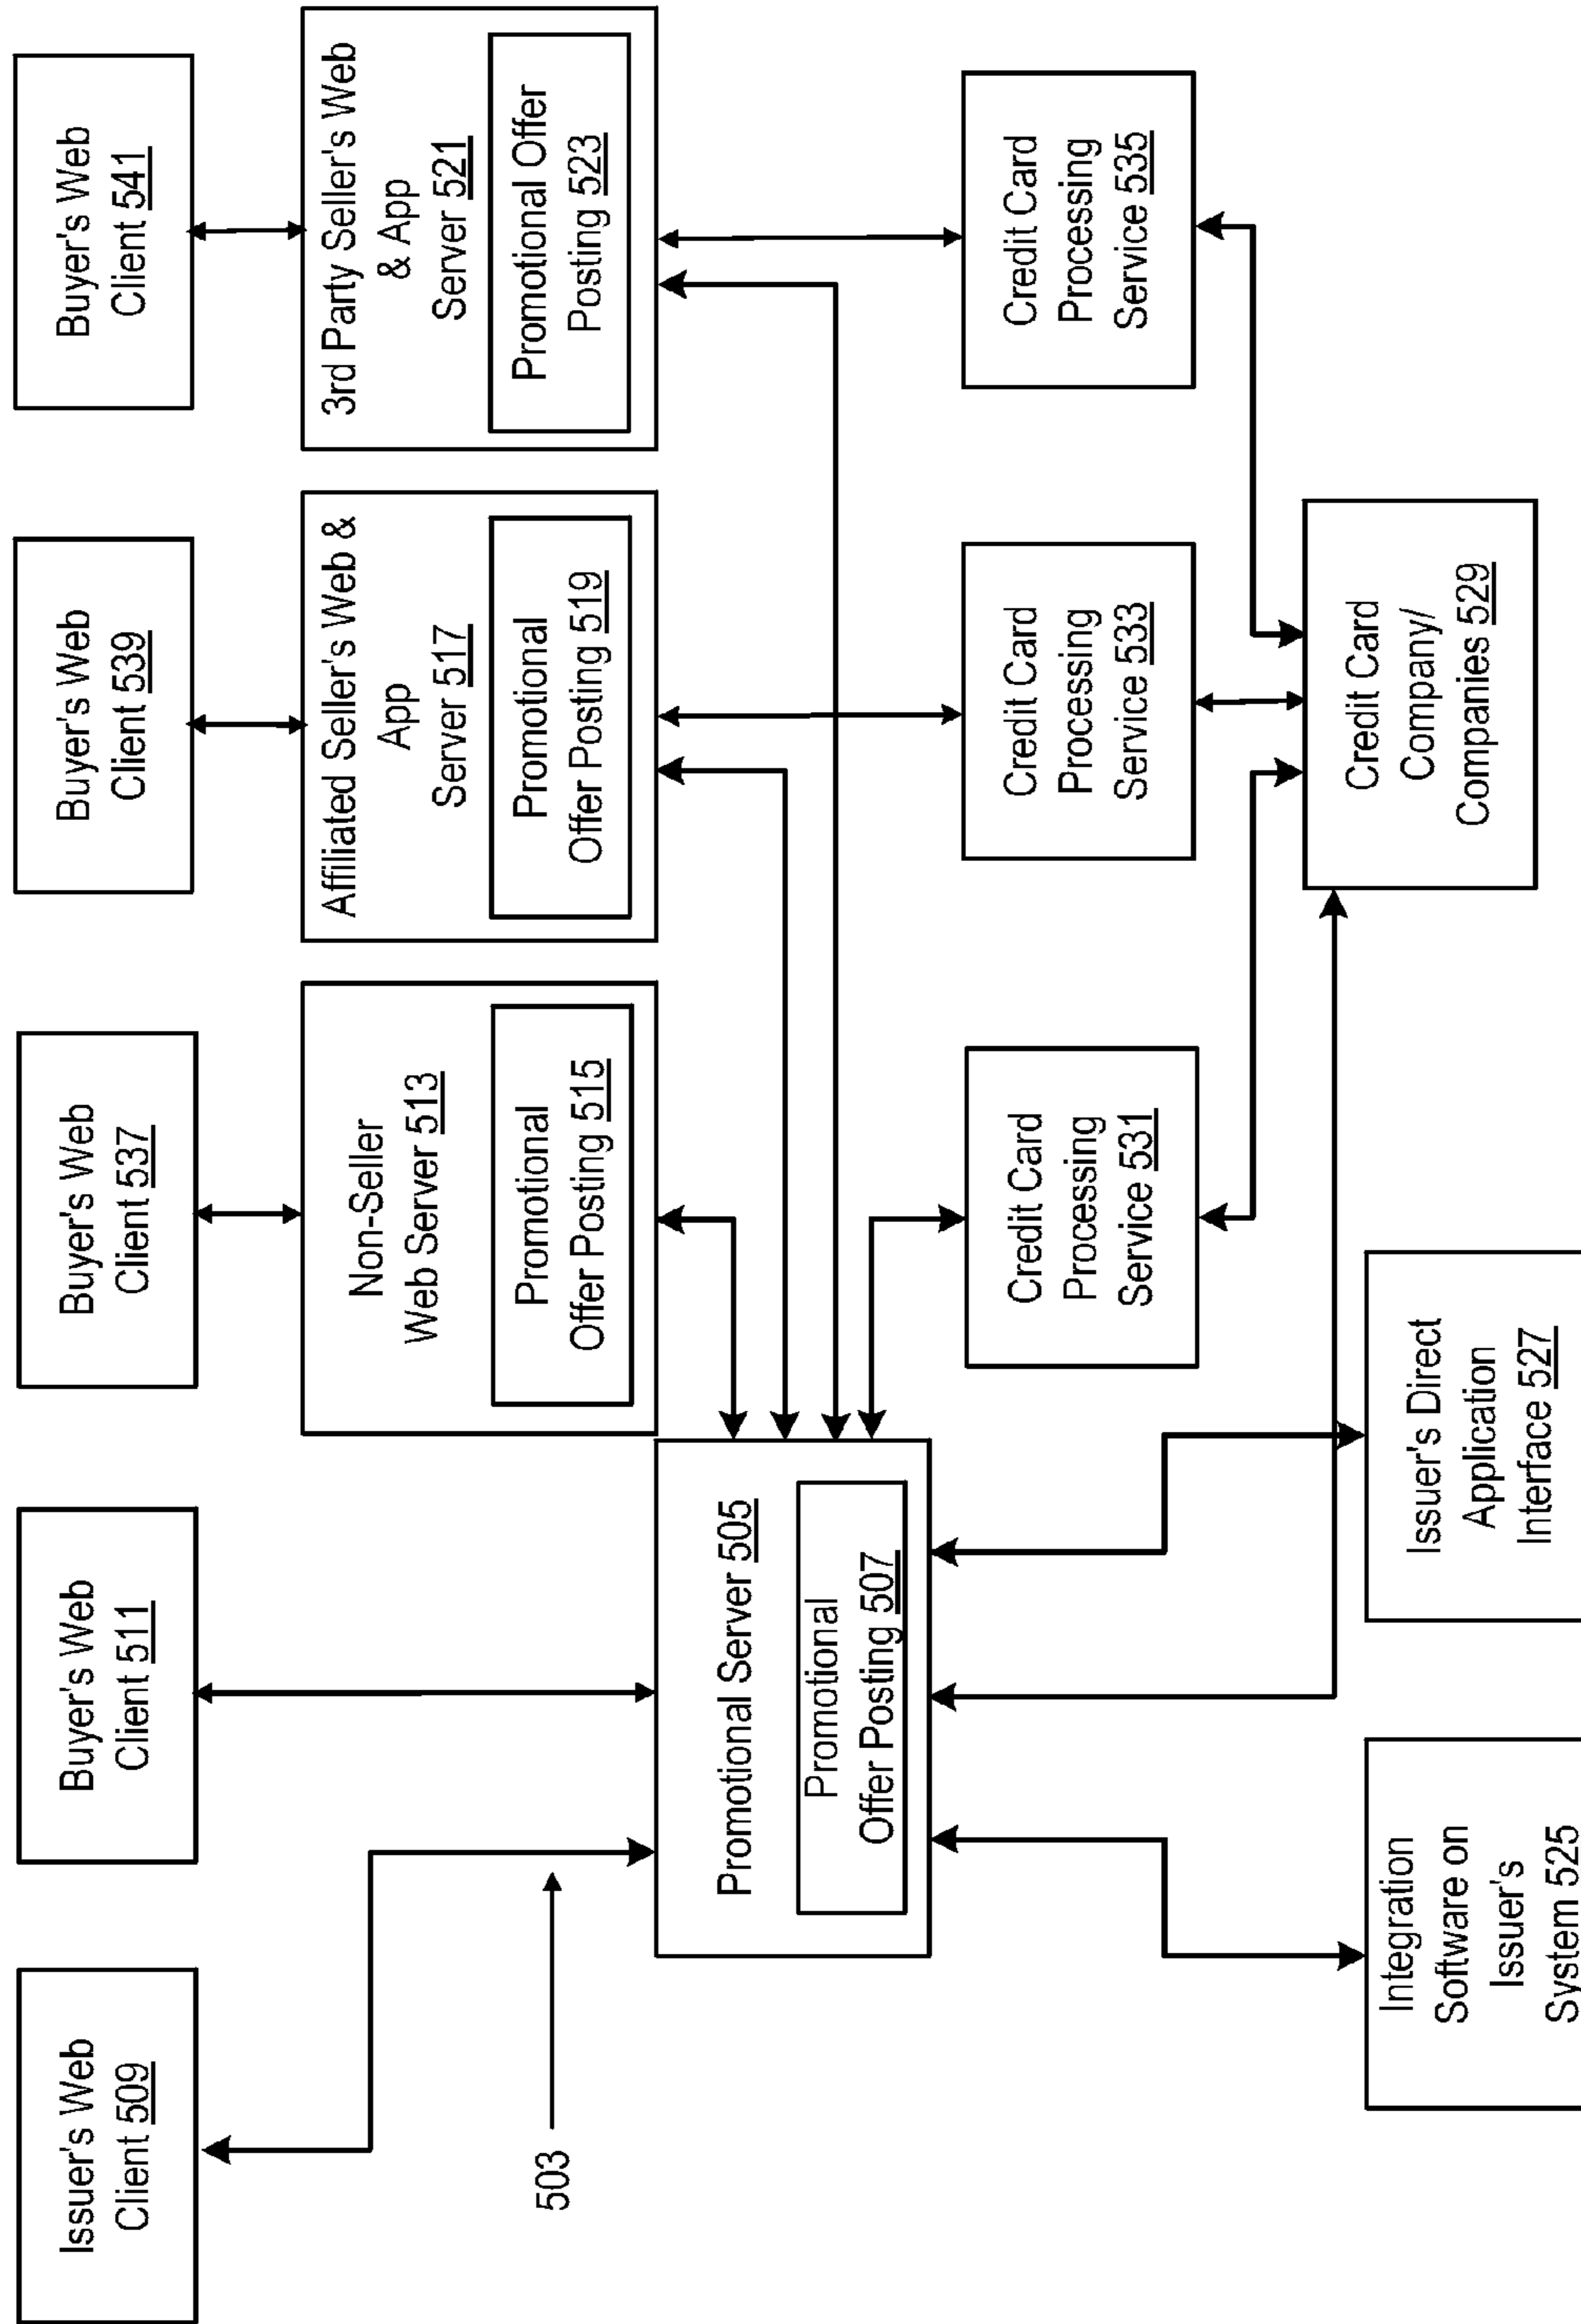 Issuer's Web
Client 509
Buyer's Web
Client 511
Buyer's Web
Client 537
Buyer's Web
Client 539
Buyer's Web
Client 541
503
Promotional Server 505
Promotional
Offer Posting 507
Non-Seller
Web Server 513
Promotional
Offer Posting 515
Affiliated Seller's Web &
App
Server 517
Promotional
Offer Posting 519
3rd Party Seller's Web
& App
Server 521
Promotional Offer
Posting 523
Credit Card
Processing
Service 531
Credit Card
Processing
Service 533
Credit Card
Processing
Service 535
Integration
Software on
Issuer's
System 525
Issuer's Direct
Application
Interface 527
Credit Card
Company/
Companies 529